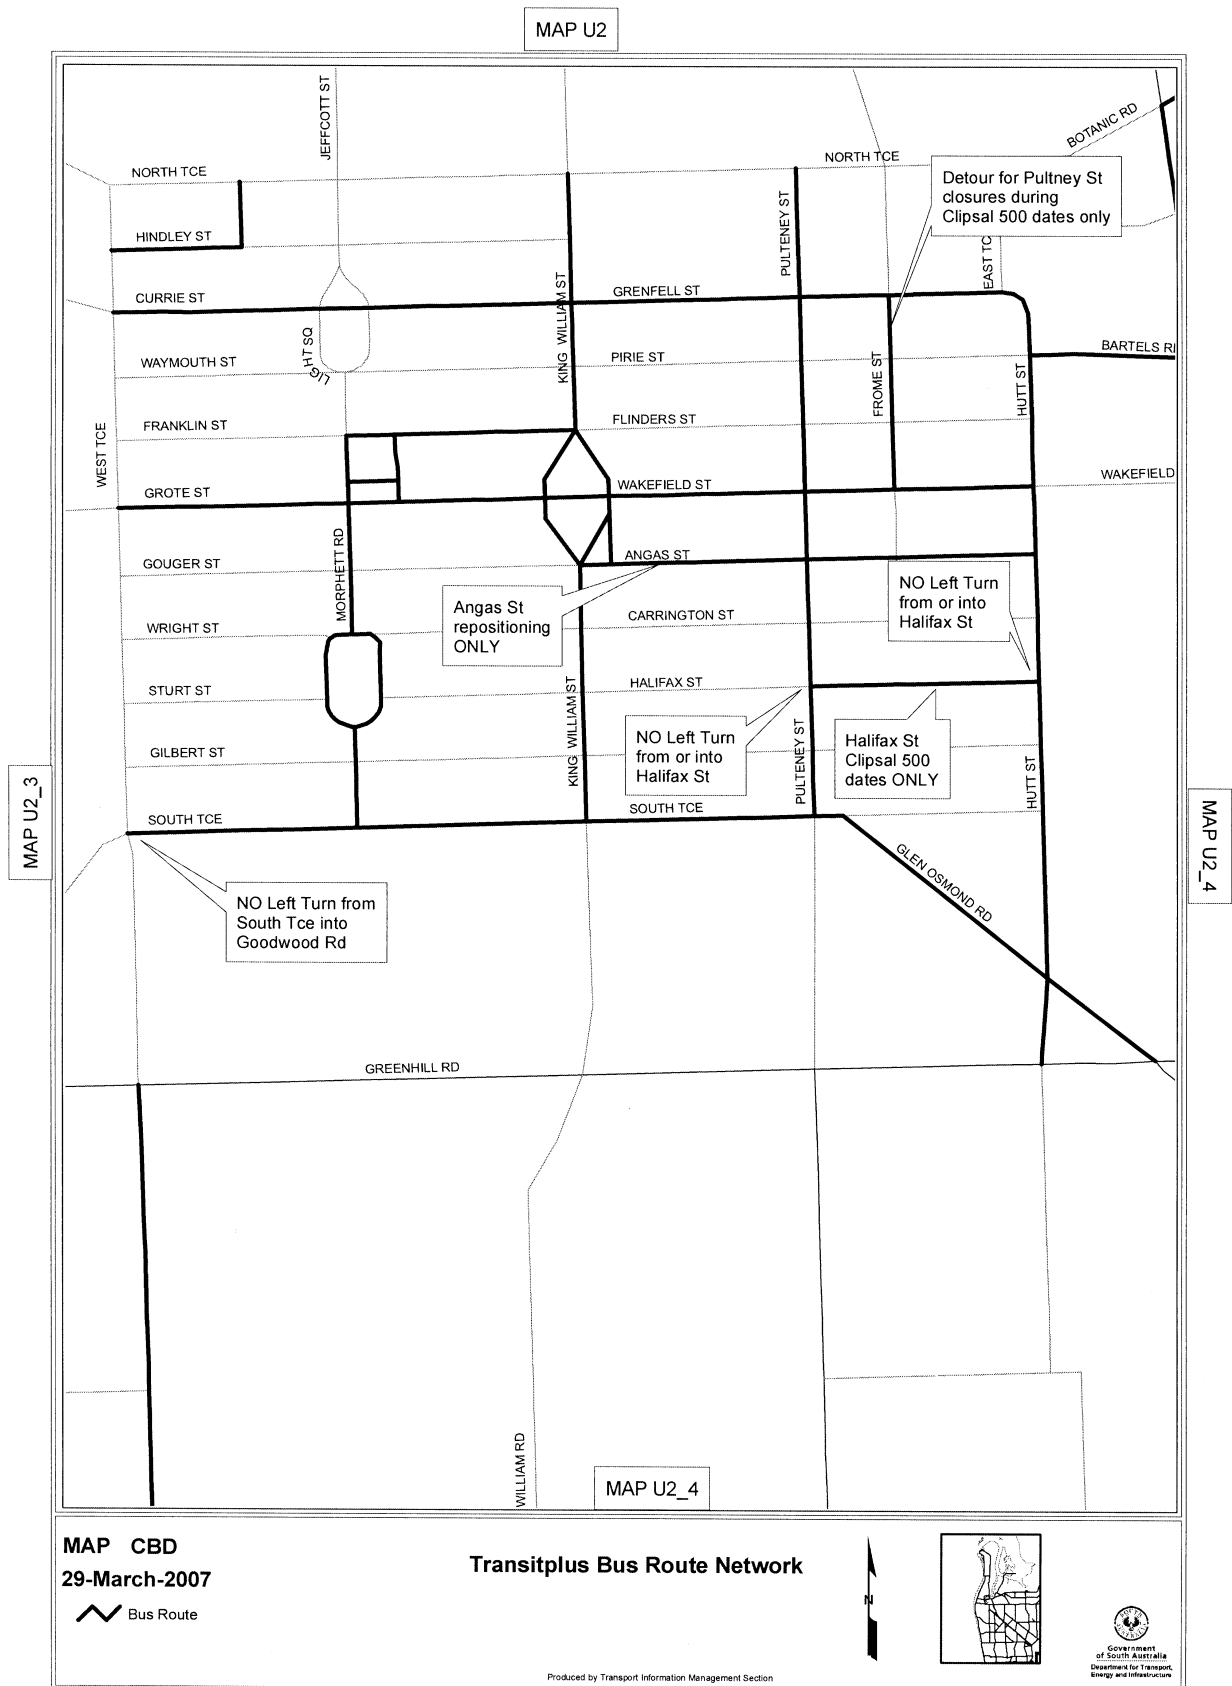 MAP U2
JEFFCOTT ST
BOTANIC RD
NORTH TCE
NORTH TCE
Detour for Pultney St
closures during
Clipsal 500 dates only
PULTENEY ST
HINDLEY ST
EAST TC
CURRIE ST
GRENFELL ST
KING WILLIAM ST
LIGHT SQ
WAYMOUTH ST
PIRIE ST
BARTELS RI
FROME ST
HUTT ST
FRANKLIN ST
FLINDERS ST
WEST TCE
GROTE ST
WAKEFIELD ST
WAKEFIELD
MORPHETT RD
GOUGER ST
ANGAS ST
NO Left Turn
from or into
Halifax St
Angas St
repositioning
ONLY
WRIGHT ST
CARRINGTON ST
STURT ST
HALIFAX ST
KING WILLIAM ST
NO Left Turn
from or into
Halifax St
PULTENEY ST
Halifax St
Clipsal 500
dates ONLY
GILBERT ST
HUTT ST
MAP U2_3
SOUTH TCE
SOUTH TCE
MAP U2_4
GLEN OSMOND RD
NO Left Turn from
South Tce into
Goodwood Rd
GREENHILL RD
WILLIAM RD
MAP U2_4
MAP CBD
29-March-2007
Bus Route
Transitplus Bus Route Network
N
Produced by Transport Information Management Section
Government
of South Australia
Department for Transport,
Energy and Infrastructure